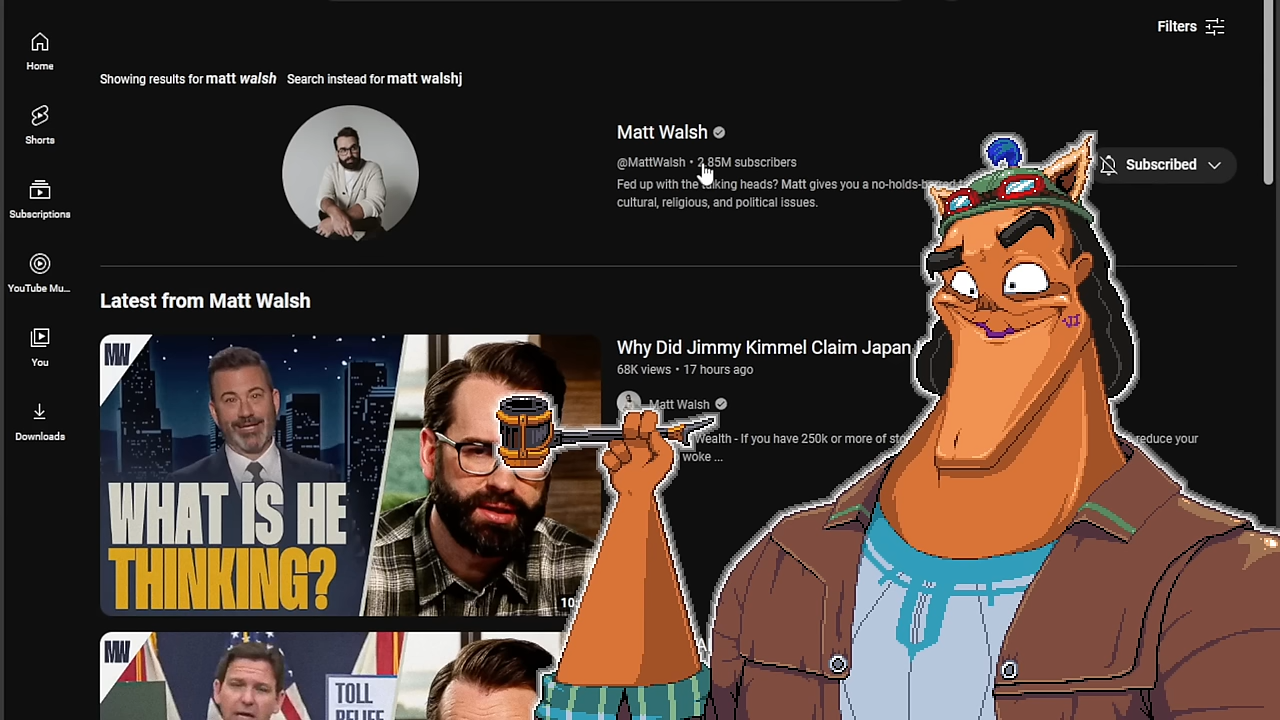 Filters
Home
Showing results for matt walsh Search instead for matt walshj
Shorts
Matt Walsh
@MattWalsh • 2.85M subscribers
Subscribed
Fed up with the talking heads? Matt gives you a no-holds-barred
cultural, religious, and political issues.
Subscriptions
YouTube Mu...
Latest from Matt Walsh
You
Downloads
MW
WHAT IS HE
THINKING?
10:
Why Did Jimmy Kimmel Claim Japan
68K views • 17 hours ago
Matt Walsh
Wealth - If you have 250k or more of reduce your
woke ...
MW
TOLL
RELIEF